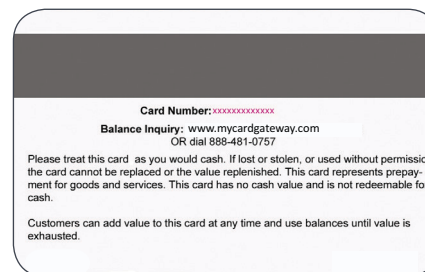 Card Number: xxxxxxxxxxxxx
Balance Inquiry: www.mycardgateway.com
OR dial 888-481-0757
Please treat this card as you would cash. If lost or stolen, or used without permissio
the card cannot be replaced or the value replenished. This card represents prepay-
ment for goods and services. This card has no cash value and is not redeemable fo
cash.
Customers can add value to this card at any time and use balances until value is
exhausted.